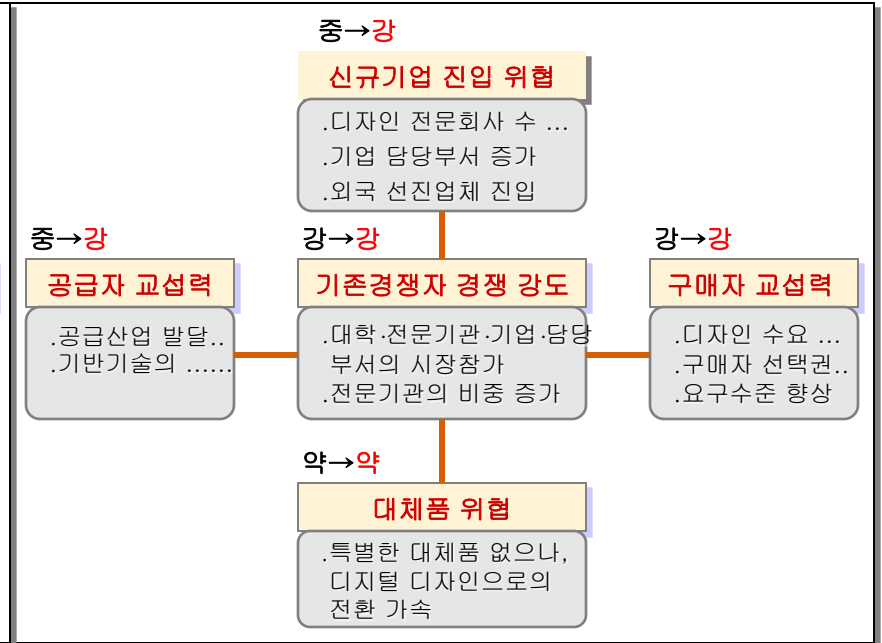 중→강
신규기업 진입 위협
.디자인 전문회사 수 ...
.기업 담당부서 증가
.외국 선진업체 진입
중→강
공급자 교섭력
.공급산업 발달..
.기반기술의 ......
강→강
기존경쟁자 경쟁 강도
.대학·전문기관·기업·담당
부서의 시장참가
.전문기관의 비중 증가
강→강
구매자 교섭력
.디자인 수요 ...
.구매자 선택권..
.요구수준 향상
약→약
대체품 위협
.특별한 대체품 없으나,
디지털 디자인으로의
전환 가속